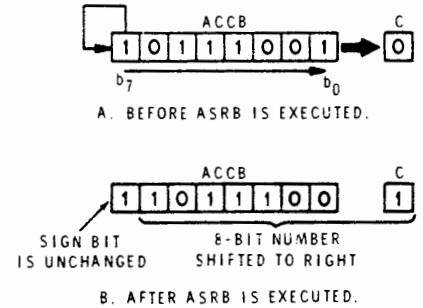 ACCB C
1 0 1 1 1 0 0 1 0
b7 b0
A. BEFORE ASRB IS EXECUTED.
ACCB C
1 1 0 1 1 1 0 0 1
SIGN BIT
IS UNCHANGED
8-BIT NUMBER
SHIFTED TO RIGHT
B. AFTER ASRB IS EXECUTED.